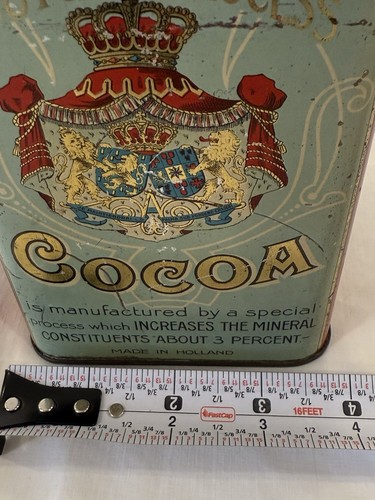 COCOA
is manufactured by a special
process which INCREASES THE MINERAL
CONSTITUENTS ABOUT 3 PERCENT-
MADE IN HOLLAND
2 FastCap 3 16FEET 4
2 3 4